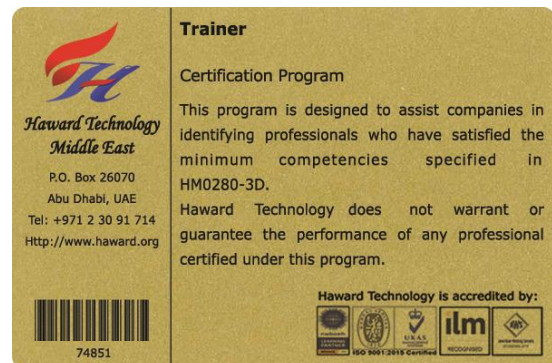 Haward Technology
Middle East
P.O. Box 26070
Abu Dhabi, UAE
Tel: +971 2 30 91 714
Http://www.haward.org
74851
Trainer
Certification Program
This program is designed to assist companies in
identifying professionals who have satisfied the
minimum competencies specified in
HM0280-3D.
Haward Technology does not warrant or
guarantee the performance of any professional
certified under this program.
Haward Technology is accredited by:
UKAS
ilm
RECOGNISED
ISO 9001:2015 Certified